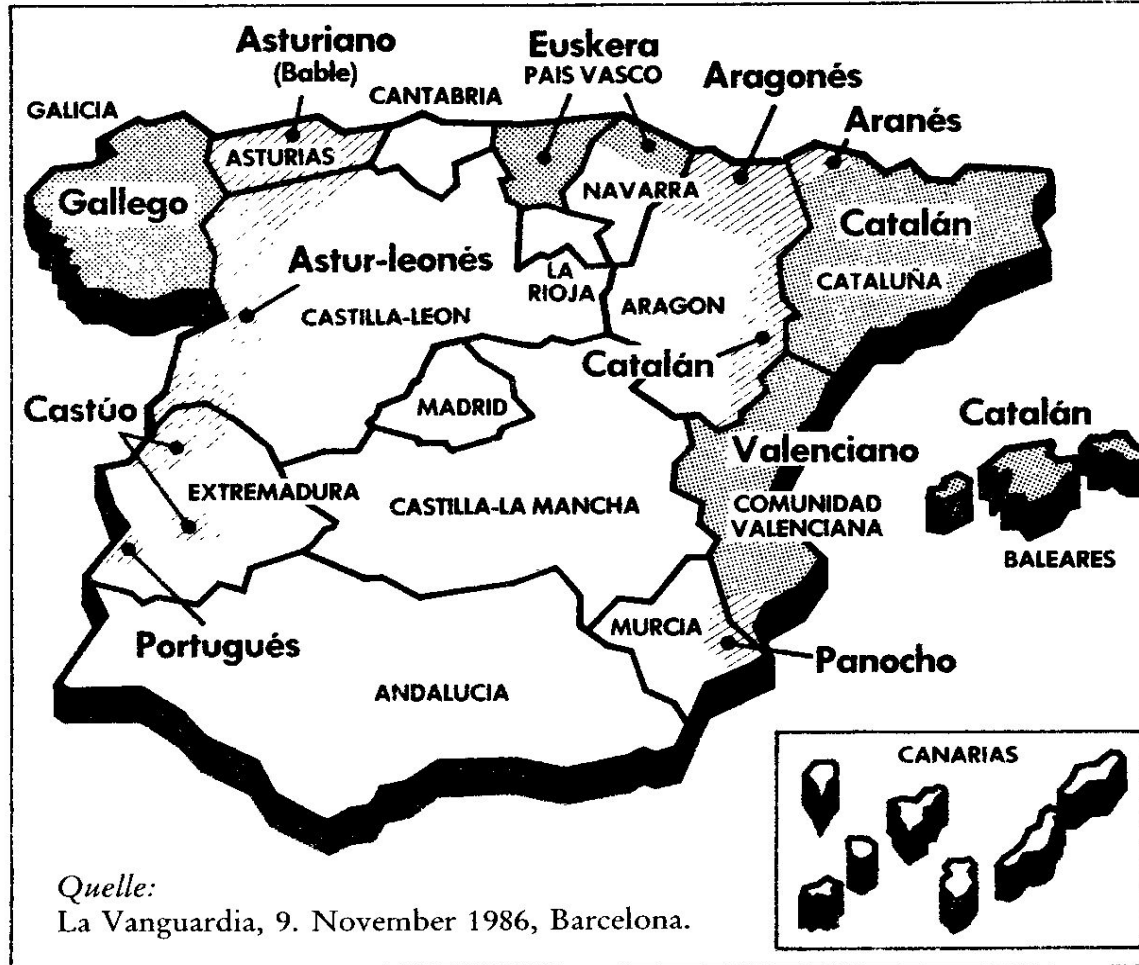 Asturiano
(Bable)
Euskera
PAIS VASCO
Aragonés
GALICIA
CANTABRIA
Aranés
ASTURIAS
Gallego
NAVARRA
Catalán
Astur-leonés
LA
RIOJA
CATALUÑA
CASTILLA-LEON
ARAGON
Catalán
MADRID
Castúo
Catalán
Valenciano
EXTREMADURA
CASTILLA-LA MANCHA
COMUNIDAD
VALENCIANA
BALEARES
Portugués
MURCIA
Panocho
ANDALUCIA
CANARIAS
Quelle:
La Vanguardia, 9. November 1986, Barcelona.